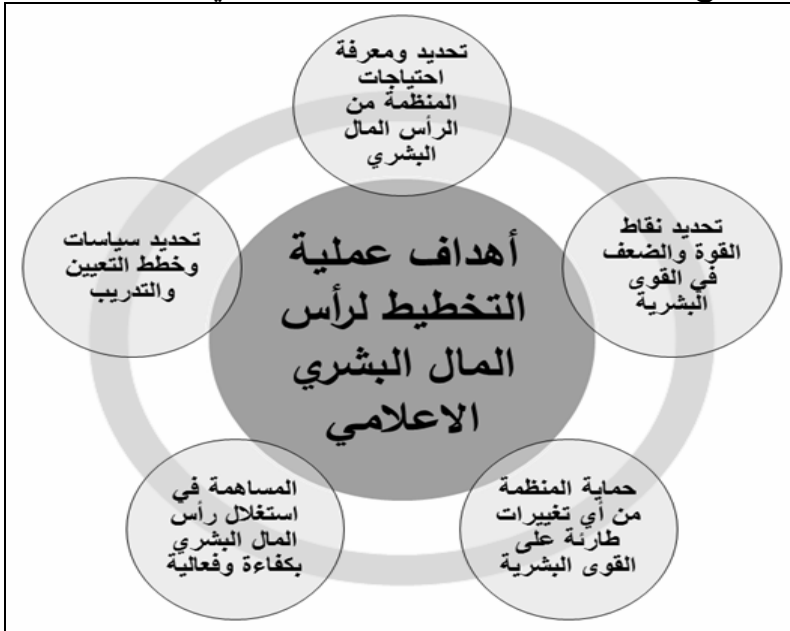 تحديد ومعرفة
احتياجات
المنظمة من
الرأس المال
البشري
تحديد نقاط
القوة والضعف
في القوى
البشرية
حماية المنظمة
من أي تغييرات
طارئة على
القوى البشرية
المساهمة في
استغلال رأس
المال البشري
بكفاءة وفعالية
تحديد سياسات
وخطط التعيين
والتدريب
أهداف عملية
التخطيط لرأس
المال البشري
الاعلامي